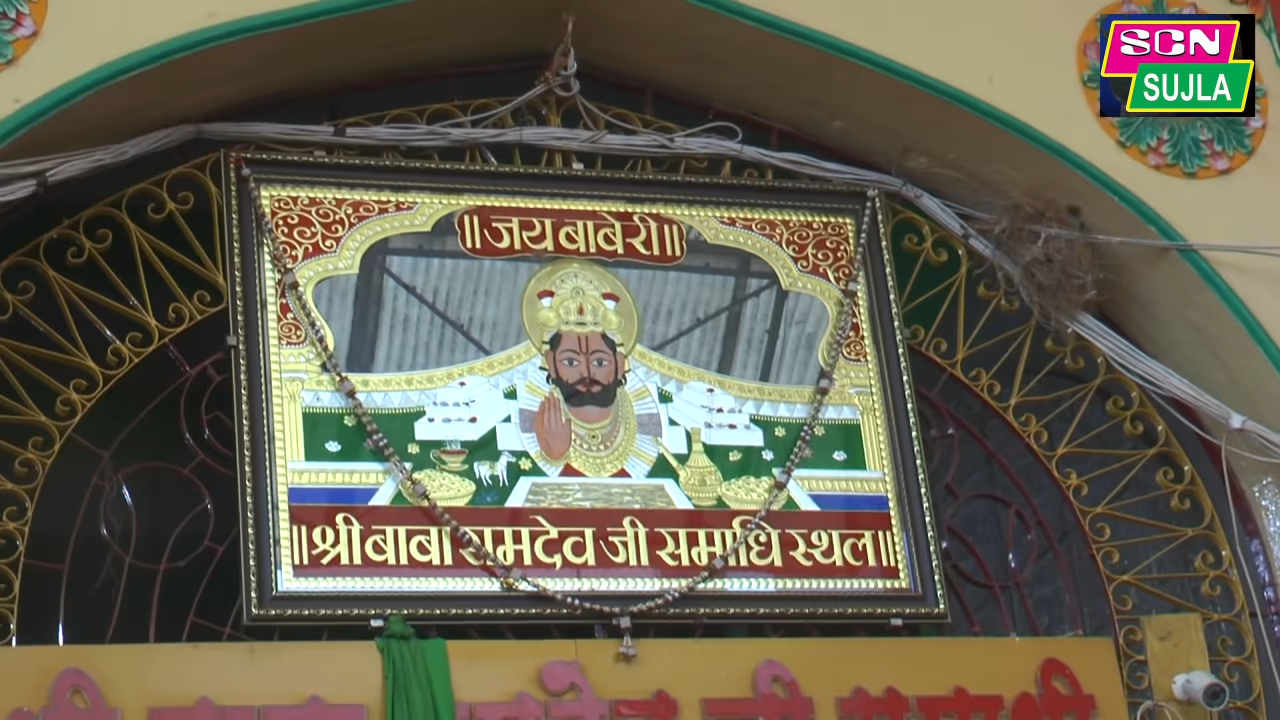 SCN
SUJLA
॥जय बाबे री॥
॥श्री बाबा रामदेव जी समाधि स्थल॥